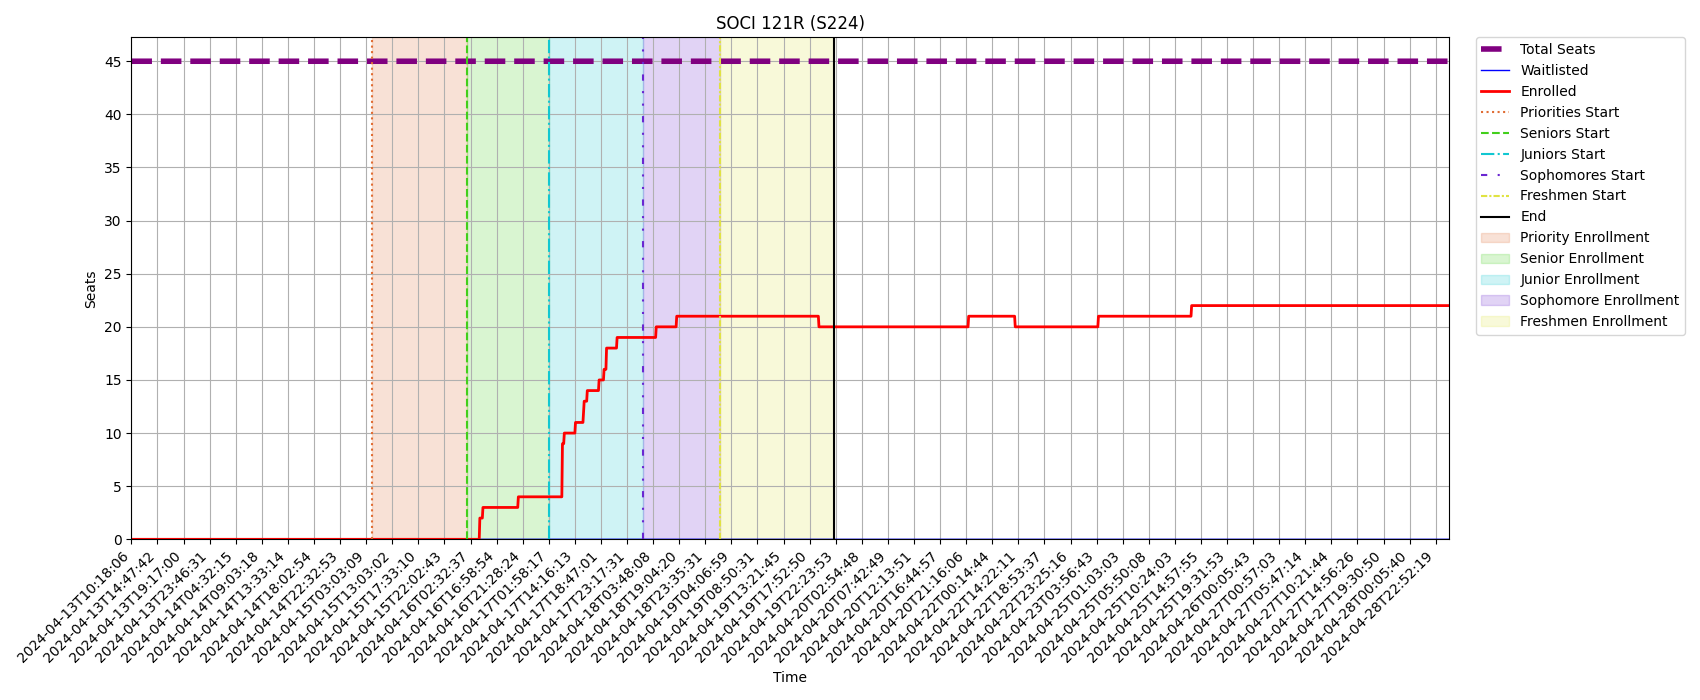 SOCI 121R (S224)
Seats
45
40
35
30
25
20
15
10
5
0
2024-04-13T10:18:06
2024-04-13T14:47:42
2024-04-13T19:17:00
2024-04-13T23:46:31
2024-04-14T04:32:15
2024-04-14T09:03:18
2024-04-14T13:33:14
2024-04-14T18:02:54
2024-04-14T22:32:53
2024-04-15T03:03:09
2024-04-15T13:03:02
2024-04-15T17:33:10
2024-04-15T22:02:43
2024-04-16T02:32:37
2024-04-16T16:58:54
2024-04-16T21:28:24
2024-04-17T01:58:17
2024-04-17T14:16:13
2024-04-17T18:47:01
2024-04-17T23:17:31
2024-04-18T03:48:08
2024-04-18T19:04:20
2024-04-18T23:35:31
2024-04-19T04:06:59
2024-04-19T08:50:31
2024-04-19T13:21:45
2024-04-19T17:52:50
2024-04-19T22:23:53
2024-04-20T02:54:48
2024-04-20T07:42:49
2024-04-20T12:13:51
2024-04-20T16:44:57
2024-04-20T21:16:06
2024-04-22T00:14:44
2024-04-22T14:22:11
2024-04-22T18:53:37
2024-04-22T23:25:16
2024-04-23T03:56:43
2024-04-25T01:03:03
2024-04-25T05:50:08
2024-04-25T10:24:03
2024-04-25T14:57:55
2024-04-25T19:31:53
2024-04-26T00:05:43
2024-04-27T00:57:03
2024-04-27T05:47:14
2024-04-27T10:21:44
2024-04-27T14:56:26
2024-04-27T19:30:50
2024-04-28T00:05:40
2024-04-28T22:52:19
Time
Total Seats
Waitlisted
Enrolled
Priorities Start
Seniors Start
Juniors Start
Sophomores Start
Freshmen Start
End
Priority Enrollment
Senior Enrollment
Junior Enrollment
Sophomore Enrollment
Freshmen Enrollment